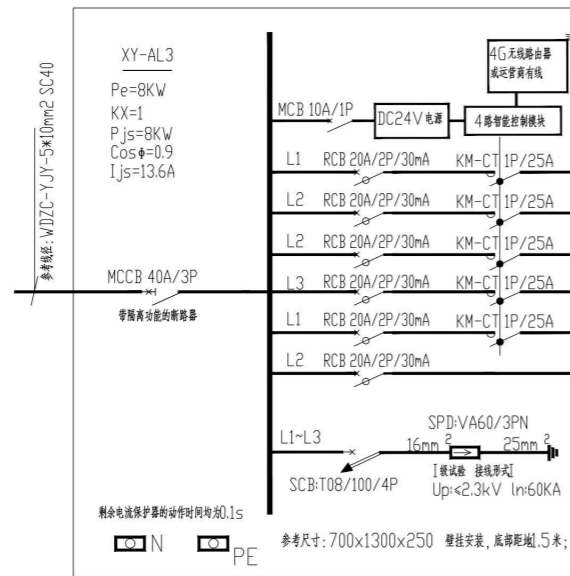 XY-AL3
Pe=8KW
KX=1
Pjs=8KW
Cosφ=0.9
Ijs=13.6A
参考线径：WDZC-YJY-5*10mm2 SC40
MCCB 40A/3P
带隔离功能的断路器
4G无线路由器
或运营商有线
MCB 10A/1P
DC24V 电源
4路智能控制模块
L1 RCB 20A/2P/30mA KM-CT 1P/25A
L2 RCB 20A/2P/30mA KM-CT 1P/25A
L2 RCB 20A/2P/30mA KM-CT 1P/25A
L3 RCB 20A/2P/30mA KM-CT 1P/25A
L1 RCB 20A/2P/30mA KM-CT 1P/25A
L2 RCB 20A/2P/30mA
SPD:VA60/3PN
L1~L3 16mm2 25mm2
SCB:T08/100/4P
I级试验 接线形式I
Up:≤2.3kV In:60KA
剩余电流保护器的动作时间均为0.1s
N PE
参考尺寸：700x1300x250 壁挂安装，底部距地1.5米；